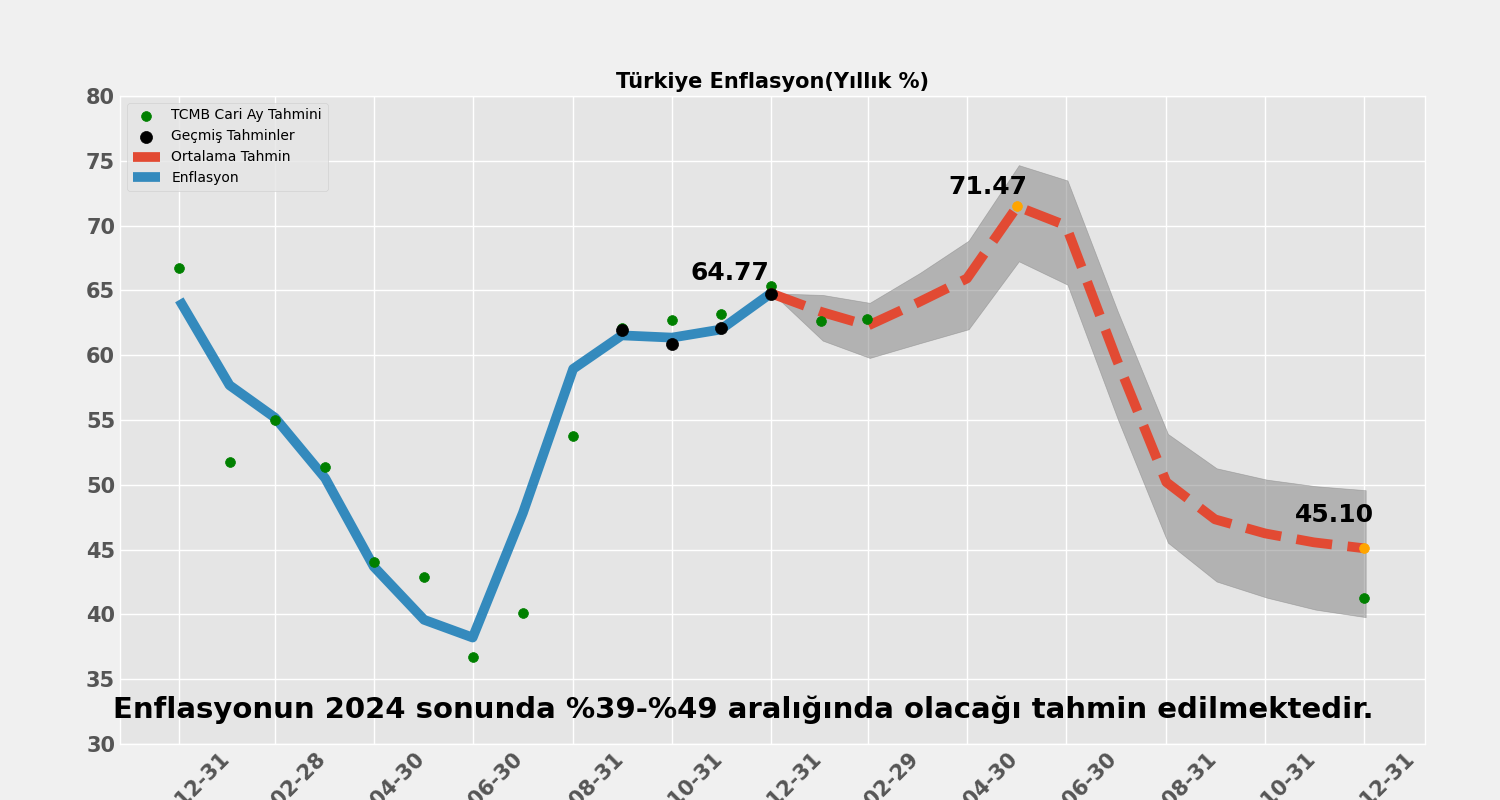 Türkiye Enflasyon(Yıllık %)
80
TCMB Cari Ay Tahmini
Geçmiş Tahminler
Ortalama Tahmin
Enflasyon
75
71.47
70
64.77
65
60
55
50
45.10
45
40
35
Enflasyonun 2024 sonunda %39-%49 aralığında olacağı tahmin edilmektedir.
30
12-31 02-28 04-30 06-30 08-31 10-31 12-31 02-29 04-30 06-30 08-31 10-31 12-31